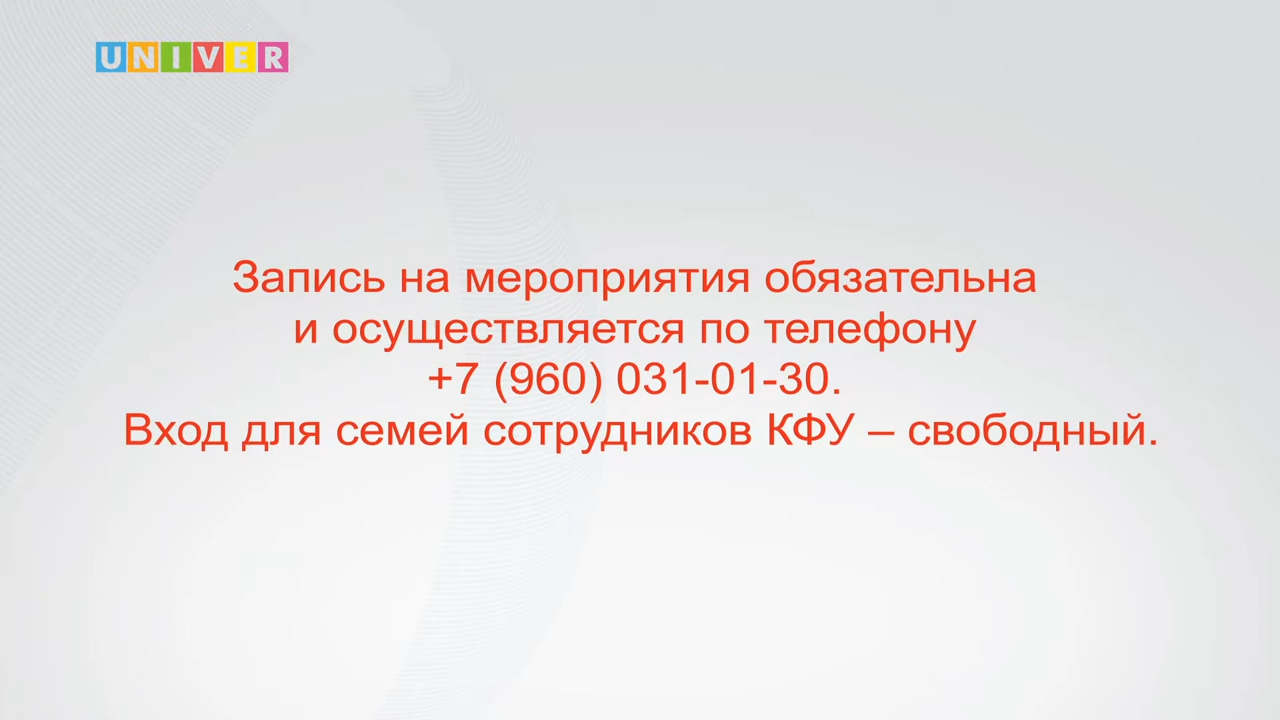 UNIVER
Запись на мероприятия обязательна
и осуществляется по телефону
+7 (960) 031-01-30.
Вход для семей сотрудников КФУ – свободный.